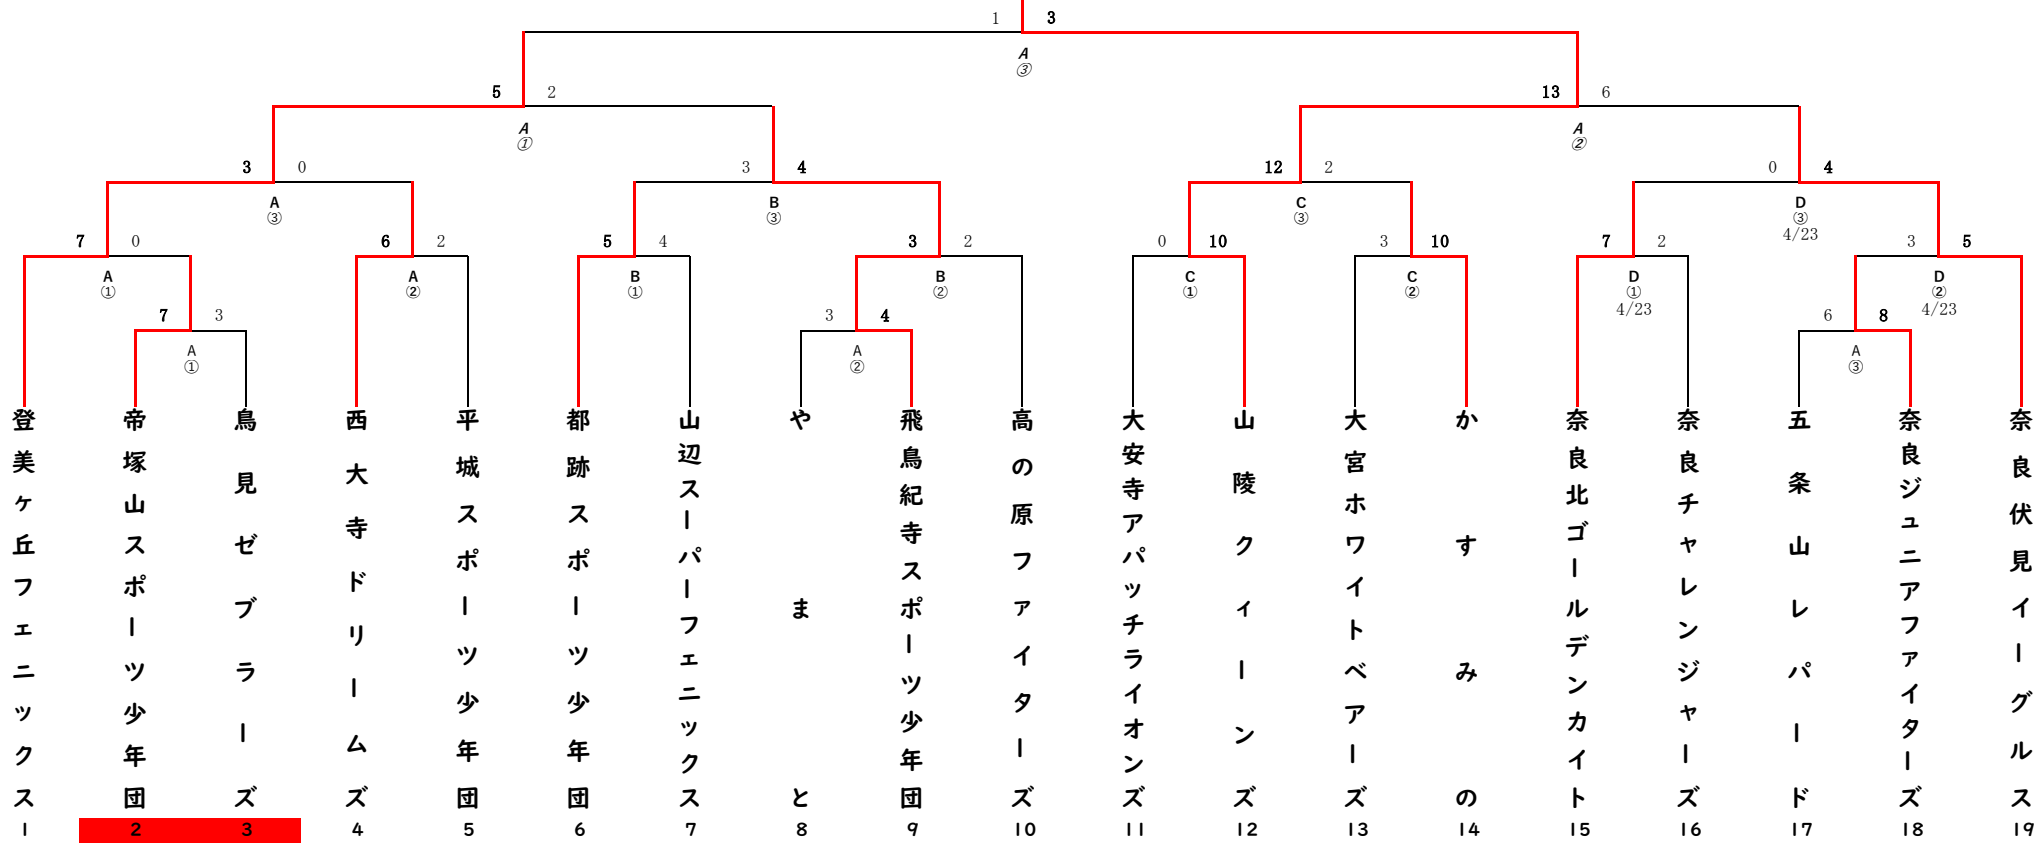 1 3
A
③
5 2 13 6
A A
① ②
3 0 3 4 12 2 0 4
A B C D
③ ③ ③ ③
4/23
7 0 6 2 5 4 3 2 0 10 3 10 7 2 3 5
A A B B C C D D
① ② ① ② ① ② ① ②
4/23 4/23
7 3 3 4 6 8
A A A
① ② ③
登美ヶ丘フェニックス
帝塚山スポーツ少年団
鳥見ゼブラーズ
西大寺ドリームズ
平城スポーツ少年団
都跡スポーツ少年団
山辺スーパーフェニックス
やまと
飛鳥紀寺スポーツ少年団
高の原ファイターズ
大安寺アパッチライオンズ
山陵クィーンズ
大宮ホワイトベアーズ
かすみの
奈良北ゴールデンカイト
奈良チャレンジャーズ
五条山レパード
奈良ジュニアファイターズ
奈良伏見イーグルス
1 2 3 4 5 6 7 8 9 10 11 12 13 14 15 16 17 18 19